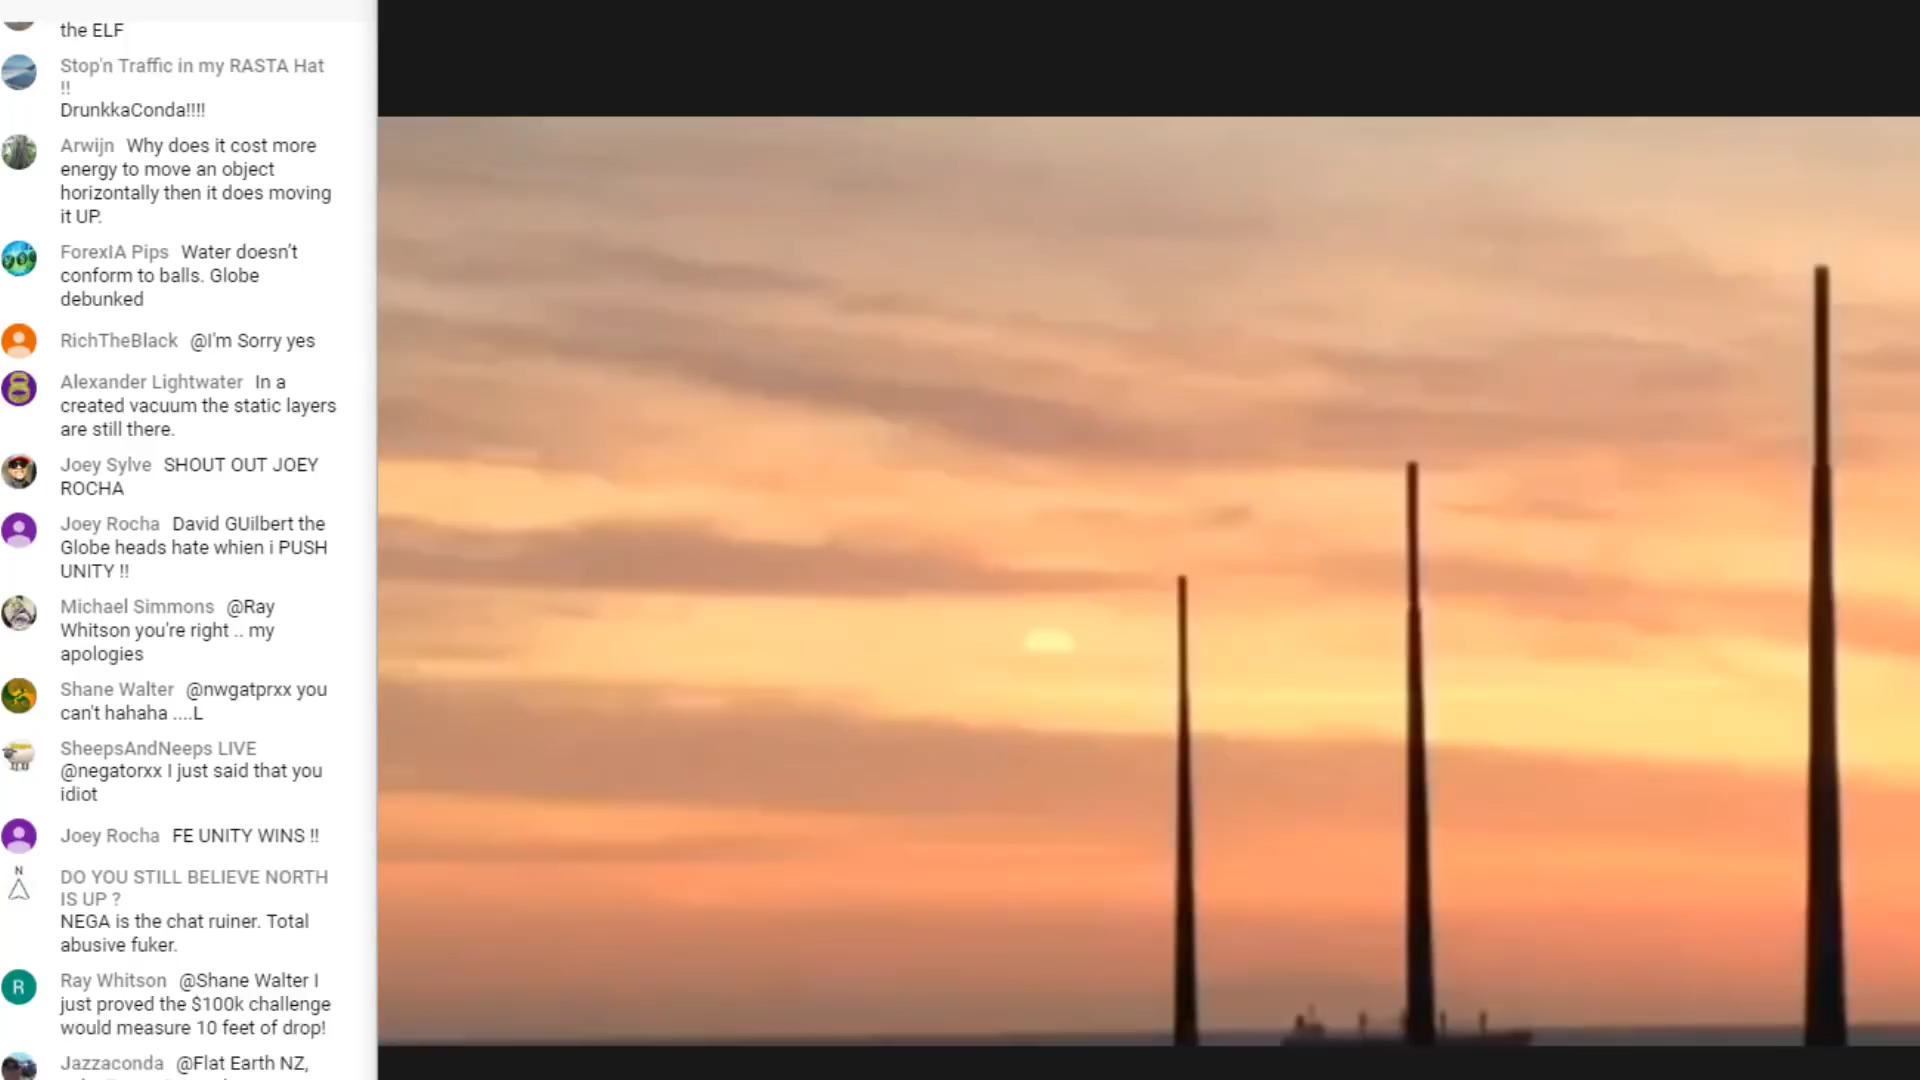 the ELF
Stop'n Traffic in my RASTA Hat
!!
DrunkkaConda!!!!
Arwijn Why does it cost more
energy to move an object
horizontally then it does moving
it UP.
ForexIA Pips Water doesn't
conform to balls. Globe
debunked
RichTheBlack @I'm Sorry yes
Alexander Lightwater In a
created vacuum the static layers
are still there.
Joey Sylve SHOUT OUT JOEY
ROCHA
Joey Rocha David GUilbert the
Globe heads hate whien i PUSH
UNITY !!
Michael Simmons @Ray
Whitson you're right .. my
apologies
Shane Walter @nwgatprxx you
can't hahaha ....L
SheepsAndNeeps LIVE
@negatorxx I just said that you
idiot
Joey Rocha FE UNITY WINS !!
N
DO YOU STILL BELIEVE NORTH
IS UP ?
NEGA is the chat ruiner. Total
abusive fuker.
R
Ray Whitson @Shane Walter I
just proved the $100k challenge
would measure 10 feet of drop!
Jazzaconda @Flat Earth NZ,